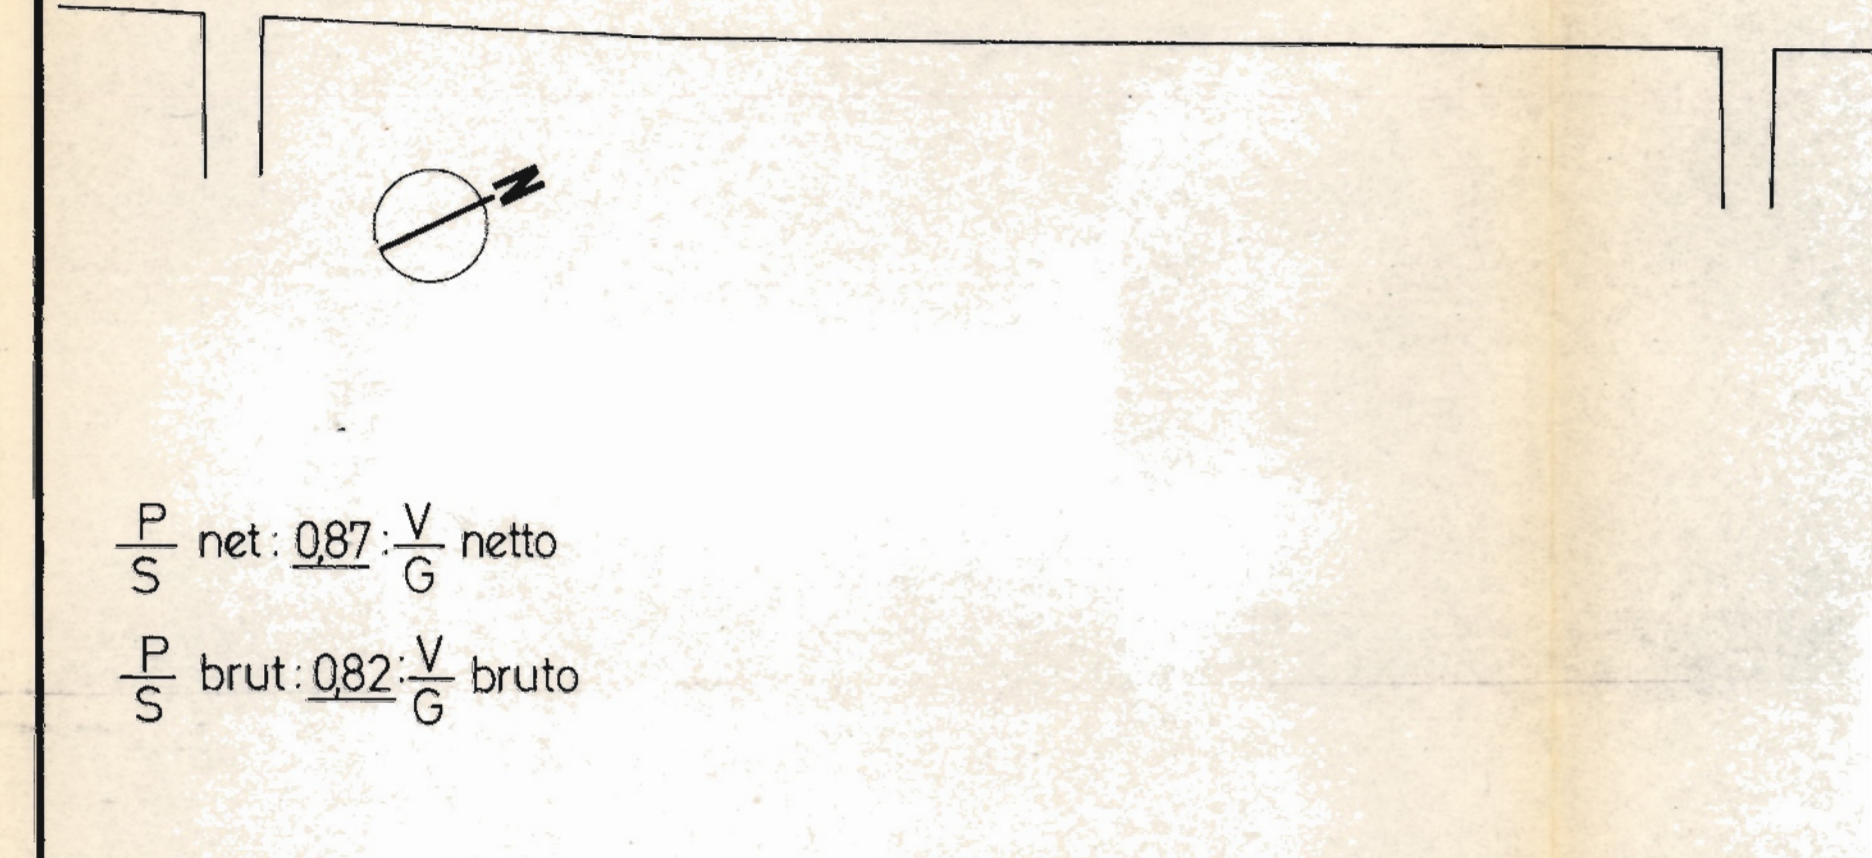 N
P/S net : 0,87 : V/G netto
P/S brut : 0,82 : V/G bruto